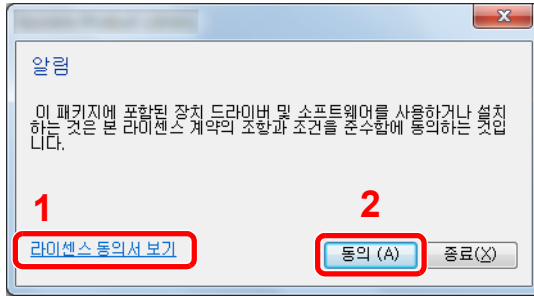 알림
이 패키지에 포함된 장치 드라이버 및 소프트웨어를 사용하거나 설치
하는 것은 본 라이센스 계약의 조항과 조건을 준수함에 동의하는 것입
니다.
1
2
라이센스 동의서 보기
동의 (A)
종료(X)